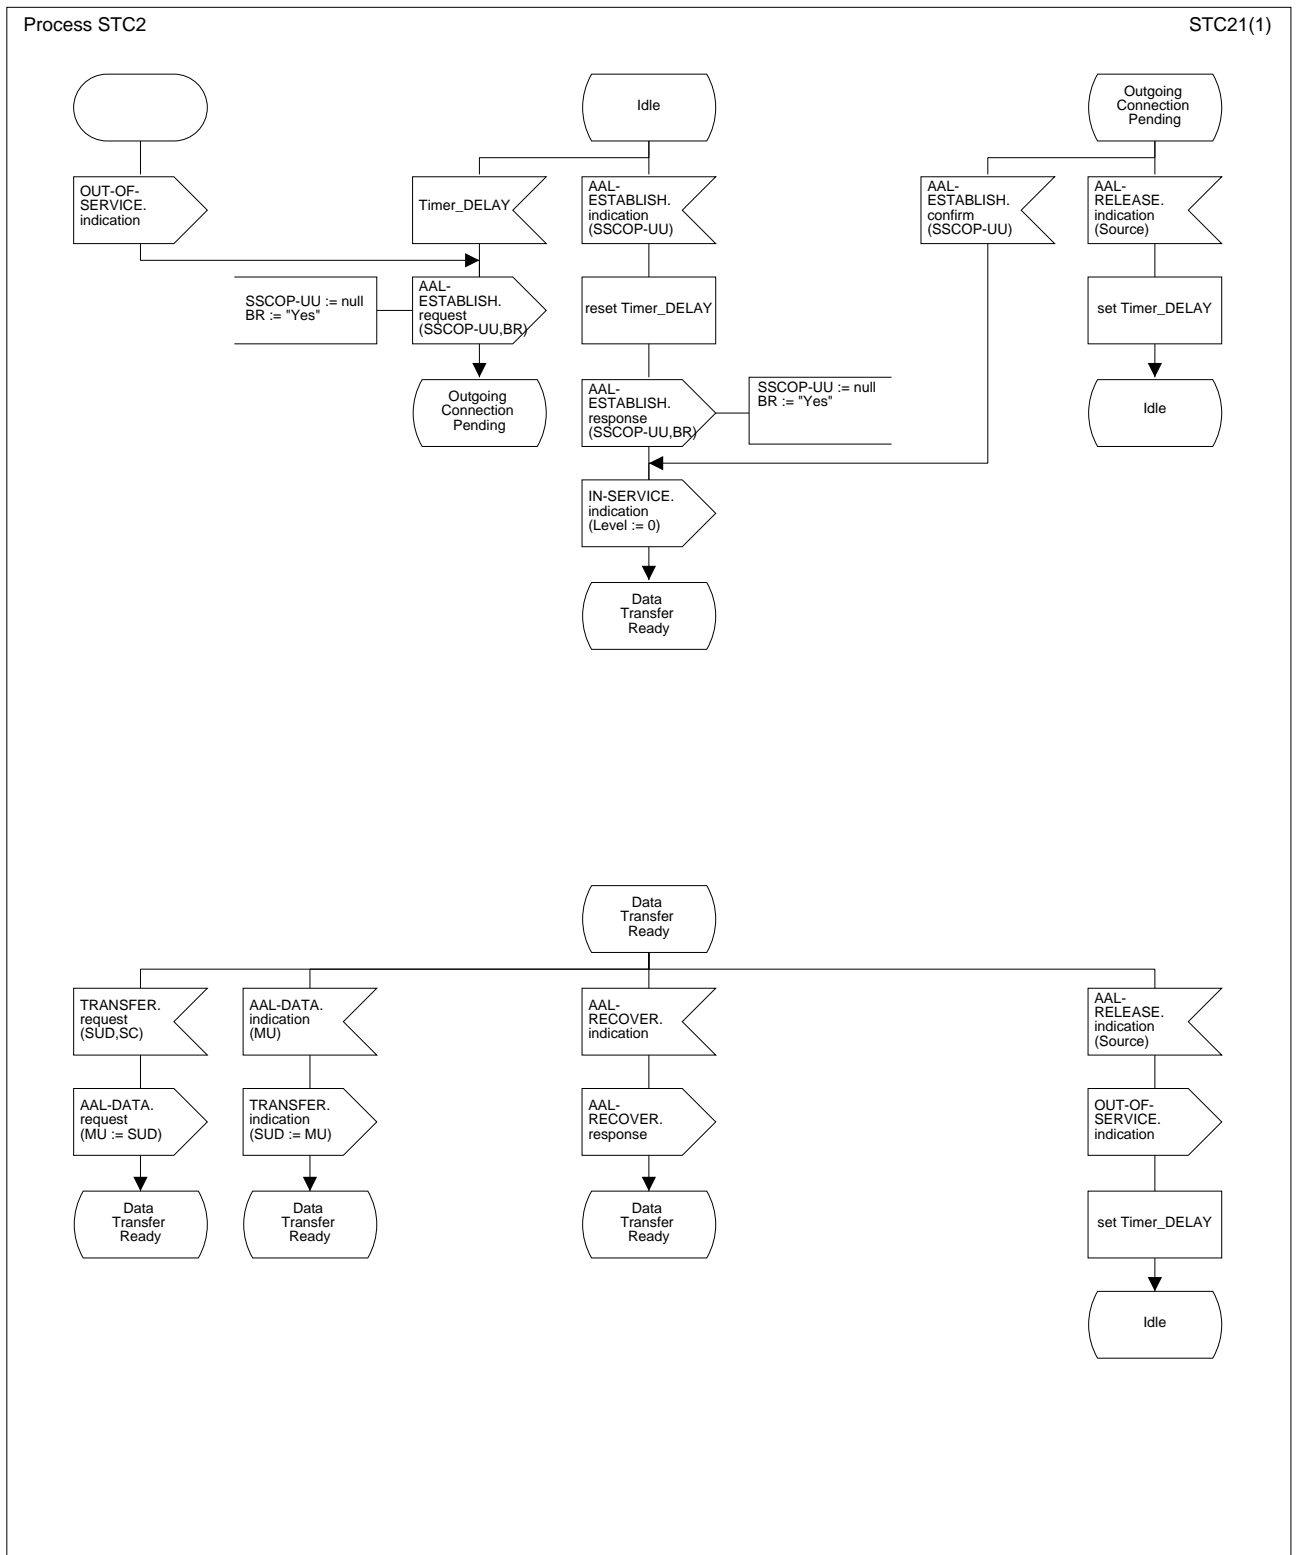 Process STC2
STC21(1)
Idle
Outgoing
Connection
Pending
OUT-OF-
SERVICE.
indication
Timer_DELAY
AAL-
ESTABLISH.
indication
(SSCOP-UU)
AAL-
ESTABLISH.
confirm
(SSCOP-UU)
AAL-
RELEASE.
indication
(Source)
SSCOP-UU := null
BR := "Yes"
AAL-
ESTABLISH.
request
(SSCOP-UU,BR)
reset Timer_DELAY
set Timer_DELAY
Outgoing
Connection
Pending
AAL-
ESTABLISH.
response
(SSCOP-UU,BR)
SSCOP-UU := null
BR := "Yes"
Idle
IN-SERVICE.
indication
(Level := 0)
Data
Transfer
Ready
Data
Transfer
Ready
TRANSFER.
request
(SUD,SC)
AAL-DATA.
indication
(MU)
AAL-
RECOVER.
indication
AAL-
RELEASE.
indication
(Source)
AAL-DATA.
request
(MU := SUD)
TRANSFER.
indication
(SUD := MU)
AAL-
RECOVER.
response
OUT-OF-
SERVICE.
indication
Data
Transfer
Ready
Data
Transfer
Ready
Data
Transfer
Ready
set Timer_DELAY
Idle